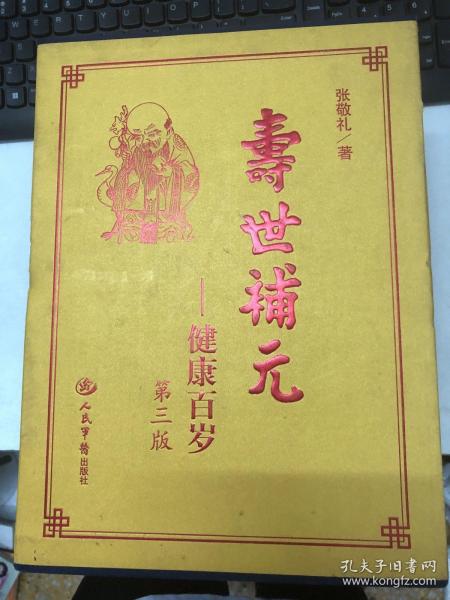 张敬礼／著
壽世補元
—健康百岁
第三版
人民军医出版社
孔夫子旧书网
www.kongfz.com